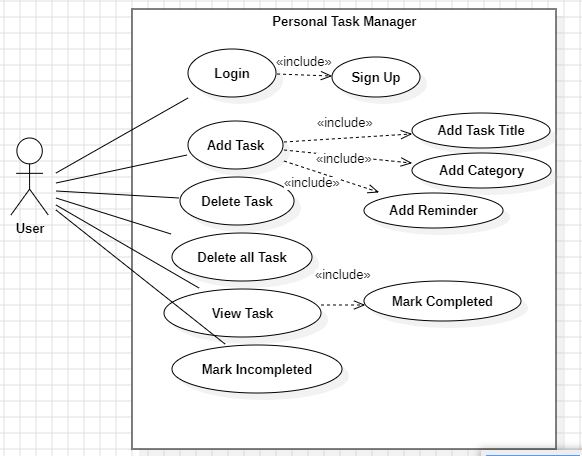 Personal Task Manager
Login
«include»
Sign Up
Add Task
«include»
Add Task Title
«include»
Add Category
«include»
Add Reminder
Delete Task
User
Delete all Task
«include»
View Task
Mark Completed
Mark Incompleted